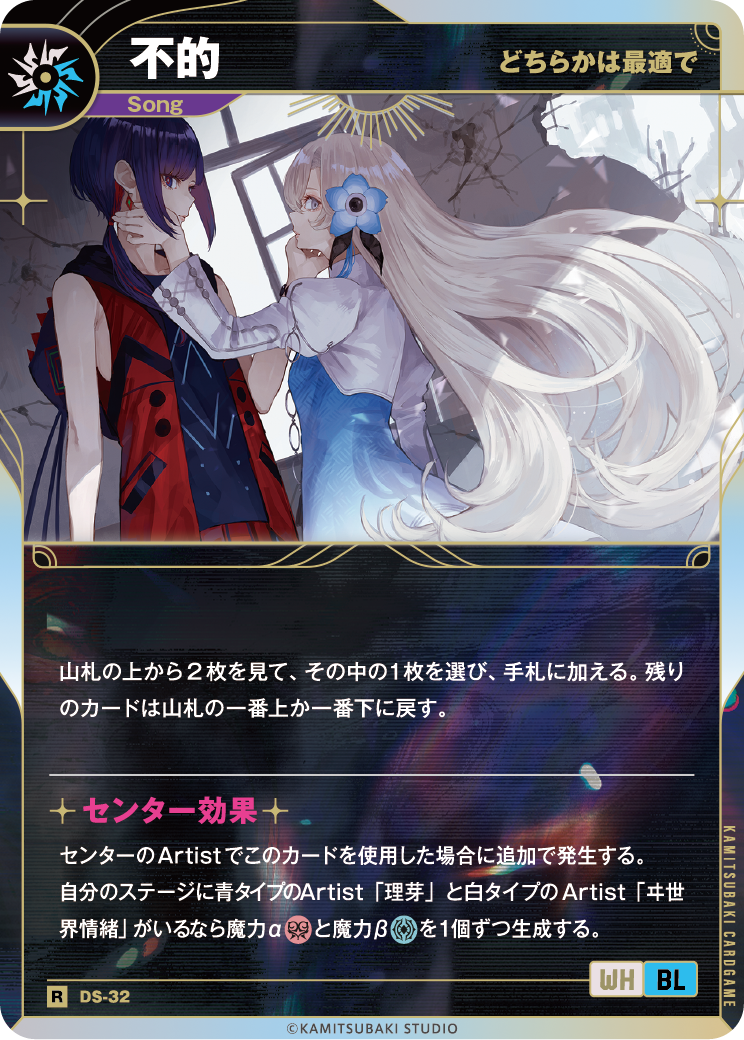 不的
どちらかは最適で
Song
山札の上から2枚を見て、その中の1枚を選び、手札に加える。残り
のカードは山札の一番上か一番下に戻す。
センター効果
センターのArtistでこのカードを使用した場合に追加で発生する。
自分のステージに青タイプのArtist「理芽」と白タイプのArtist「ヰ世
界情緒」がいるなら魔力αと魔力βを1個ずつ生成する。
KAMITSUBAKI CARDGAME
WH BL
R DS-32
©KAMITSUBAKI STUDIO